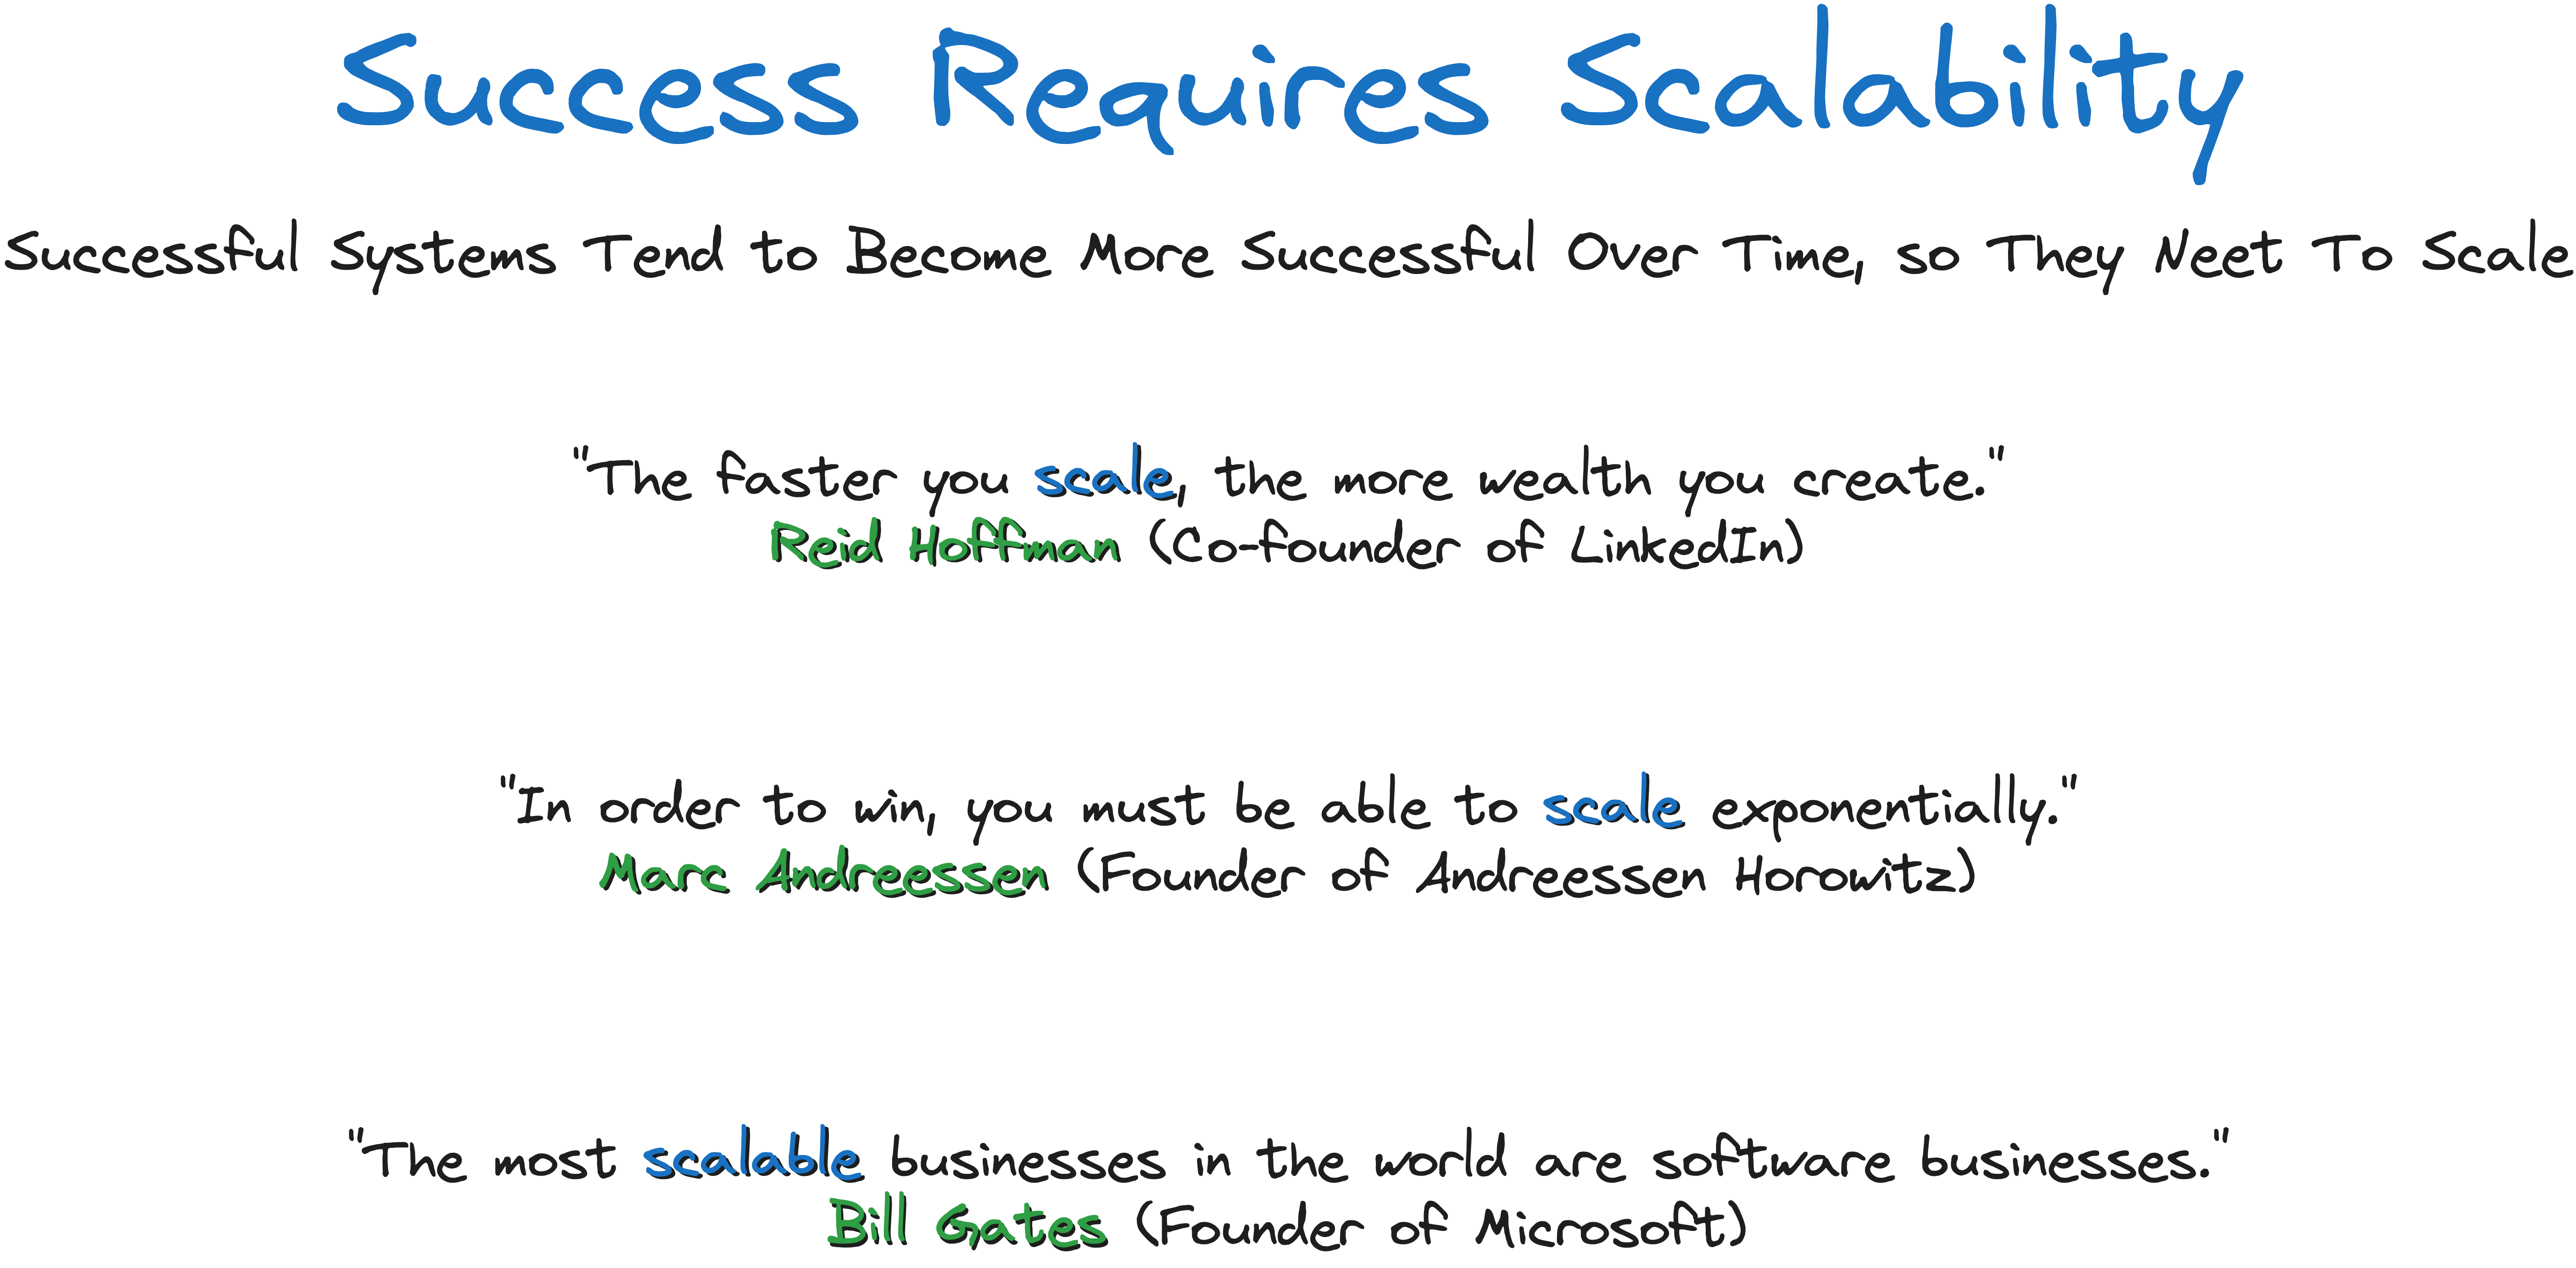 Success Requires Scalability
Successful Systems Tend to Become More Successful Over Time, so They Neet To Scale
"The faster you scale, the more wealth you create."
Reid Hoffman (Co-founder of LinkedIn)
"In order to win, you must be able to scale exponentially."
Marc Andreessen (Founder of Andreessen Horowitz)
"The most scalable businesses in the world are software businesses."
Bill Gates (Founder of Microsoft)